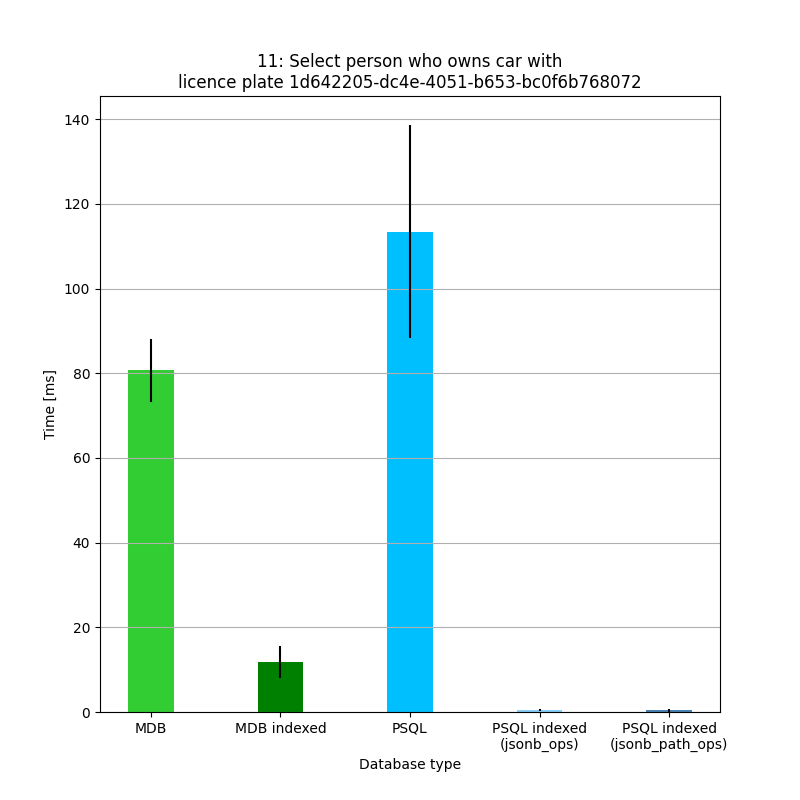 11: Select person who owns car with
licence plate 1d642205-dc4e-4051-b653-bc0f6b768072
140
120
100
80
60
40
20
0
Time [ms]
MDB
MDB indexed
PSQL
PSQL indexed
(jsonb_ops)
PSQL indexed
(jsonb_path_ops)
Database type